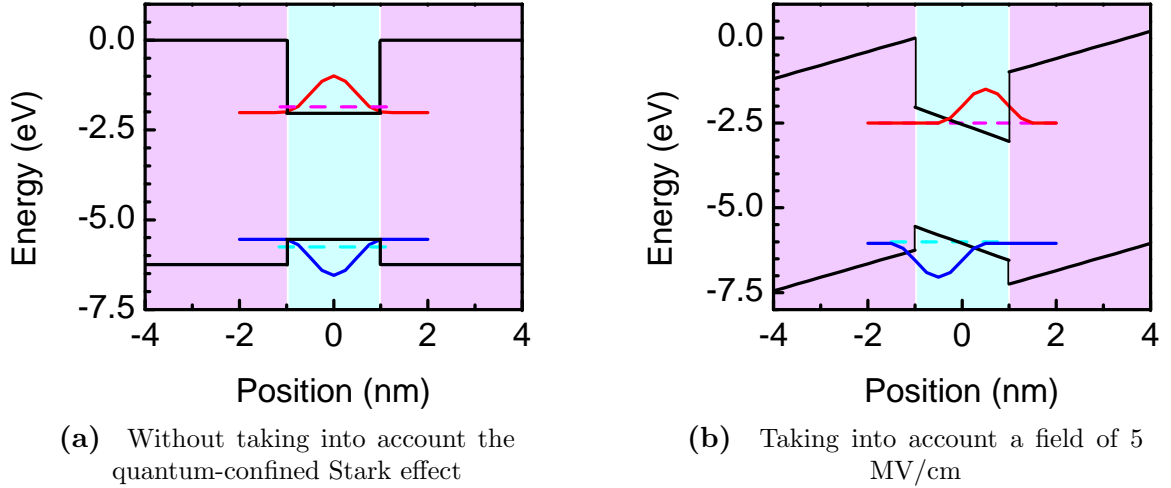 0.0
-2.5
-5.0
-7.5
Energy (eV)
-4 -2 0 2 4
Position (nm)
(a) Without taking into account the
quantum-confined Stark effect
0.0
-2.5
-5.0
-7.5
Energy (eV)
-4 -2 0 2 4
Position (nm)
(b) Taking into account a field of 5
MV/cm